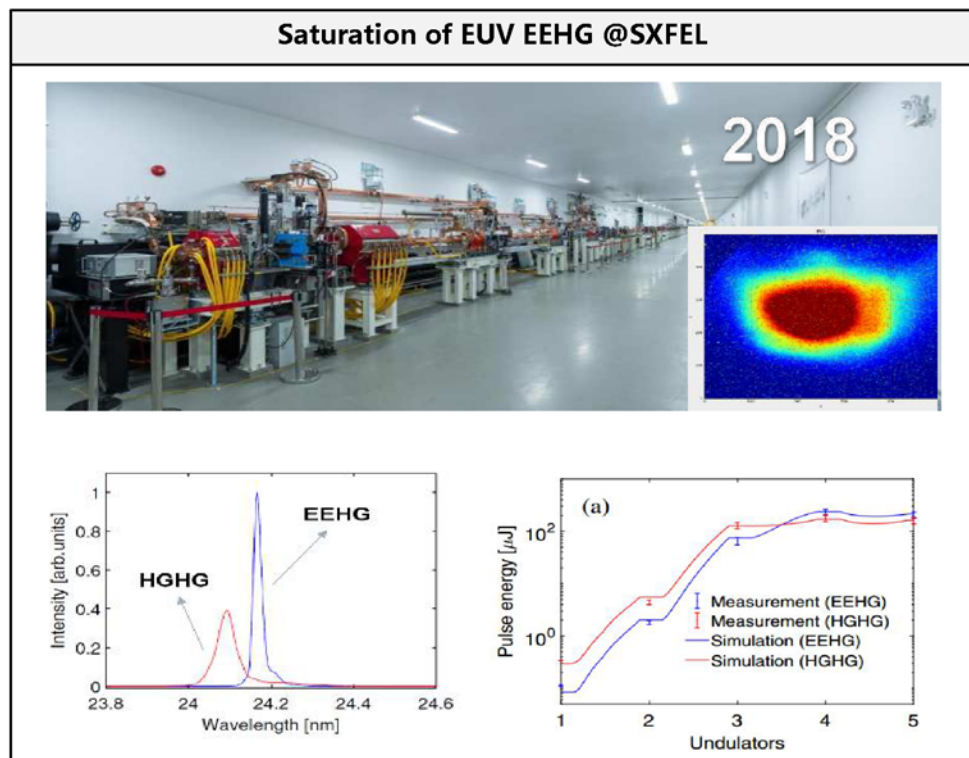 Saturation of EUV EEHG @SXFEL
2018
Intensity [arb.units]
1
0.8
0.6
0.4
0.2
0
HGHG
EEHG
23.8 24 24.2 24.4 24.6
Wavelength [nm]
Pulse energy [μJ]
(a)
10²
10⁰
Measurement (EEHG)
Measurement (HGHG)
Simulation (EEHG)
Simulation (HGHG)
1 2 3 4 5
Undulators